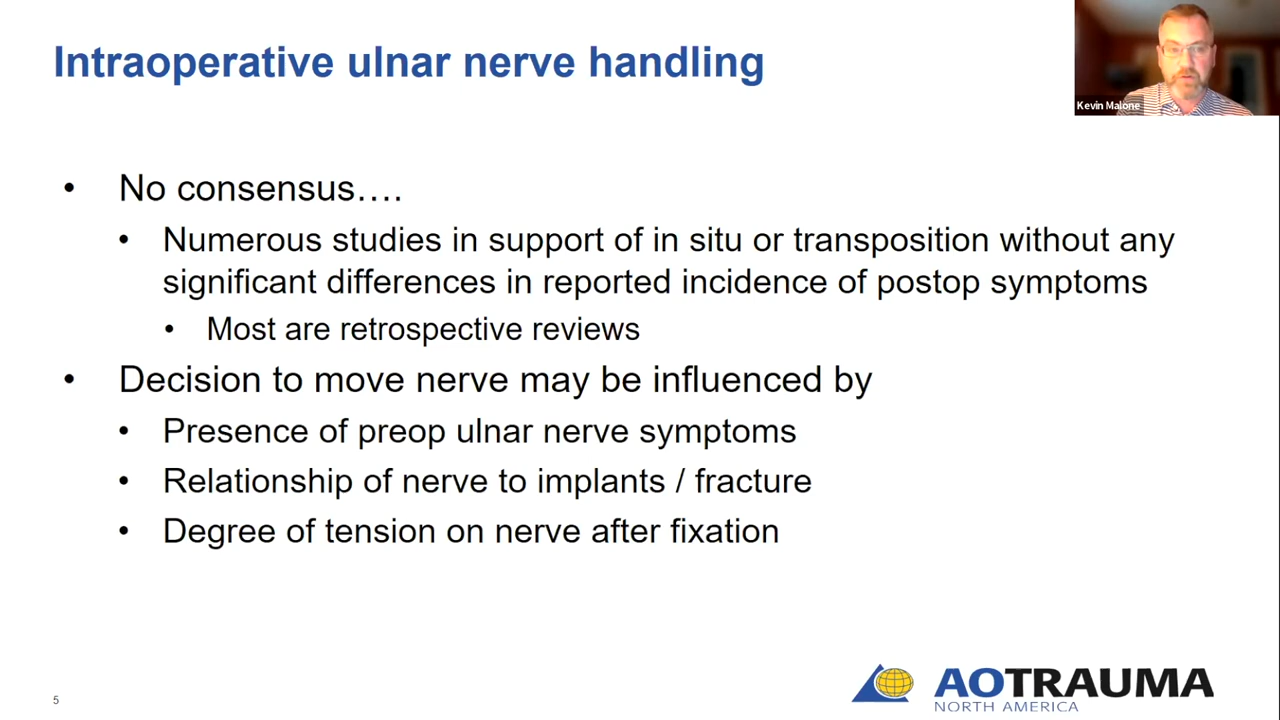 Intraoperative ulnar nerve handling
Kevin Malone
• No consensus….
• Numerous studies in support of in situ or transposition without any
significant differences in reported incidence of postop symptoms
• Most are retrospective reviews
• Decision to move nerve may be influenced by
• Presence of preop ulnar nerve symptoms
• Relationship of nerve to implants / fracture
• Degree of tension on nerve after fixation
5
AOTRAUMA
NORTH AMERICA